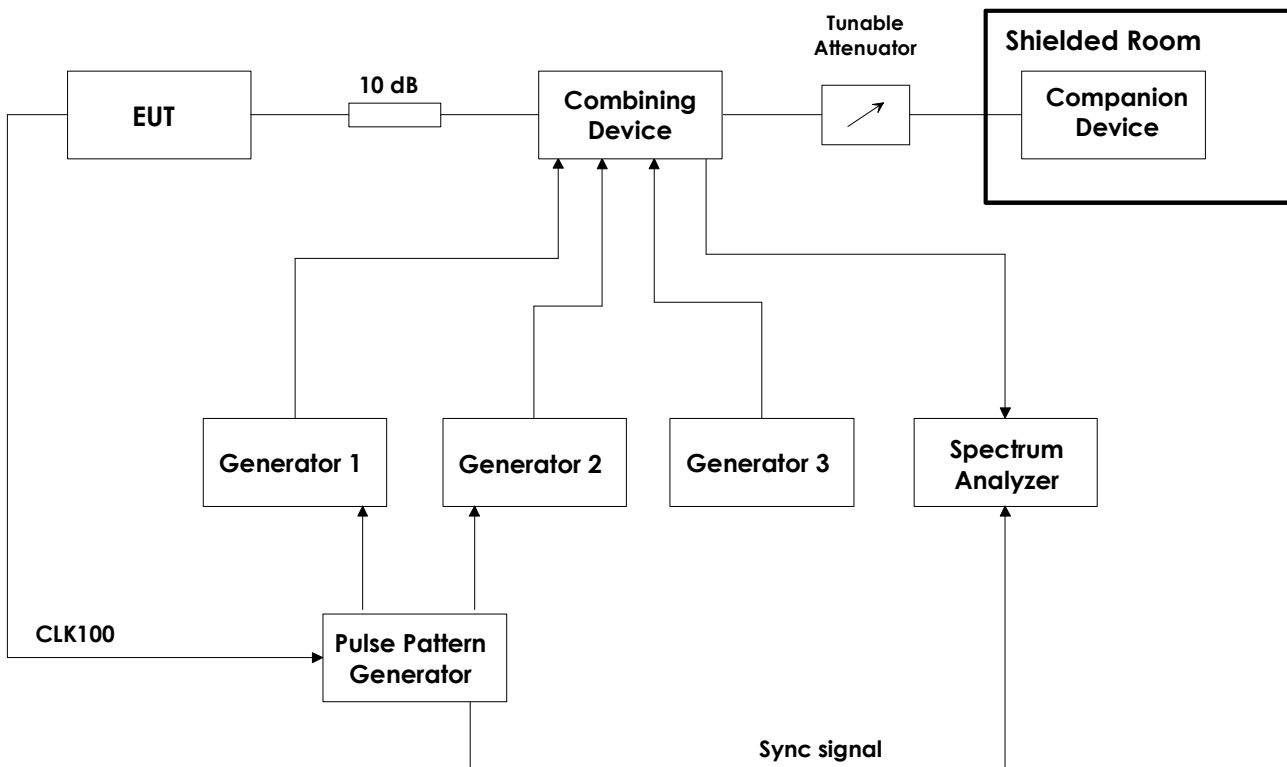 Tunable
Attenuator
Shielded Room
EUT
10 dB
Combining
Device
Companion
Device
Generator 1
Generator 2
Generator 3
Spectrum
Analyzer
CLK100
Pulse Pattern
Generator
Sync signal